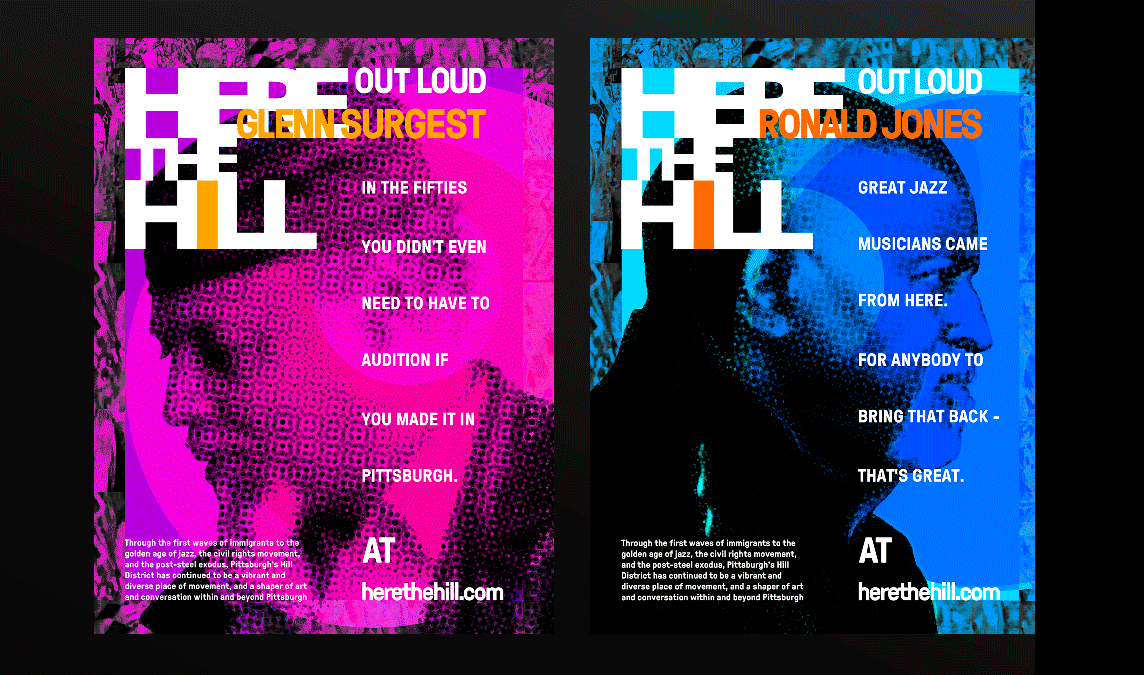 HERE
THE
HILL
OUT LOUD
GLENN SURGEST
IN THE FIFTIES
YOU DIDN'T EVEN
NEED TO HAVE TO
AUDITION IF
YOU MADE IT IN
PITTSBURGH.
Through the first waves of immigrants to the
golden age of jazz, the civil rights movement,
and the post-steel exodus, Pittsburgh's Hill
District has continued to be a vibrant and
diverse place of movement, and a shaper of art
and conversation within and beyond Pittsburgh
AT
herethehill.com
HERE
THE
HILL
OUT LOUD
RONALD JONES
GREAT JAZZ
MUSICIANS CAME
FROM HERE.
FOR ANYBODY TO
BRING THAT BACK -
THAT'S GREAT.
Through the first waves of immigrants to the
golden age of jazz, the civil rights movement,
and the post-steel exodus, Pittsburgh's Hill
District has continued to be a vibrant and
diverse place of movement, and a shaper of art
and conversation within and beyond Pittsburgh
AT
herethehill.com